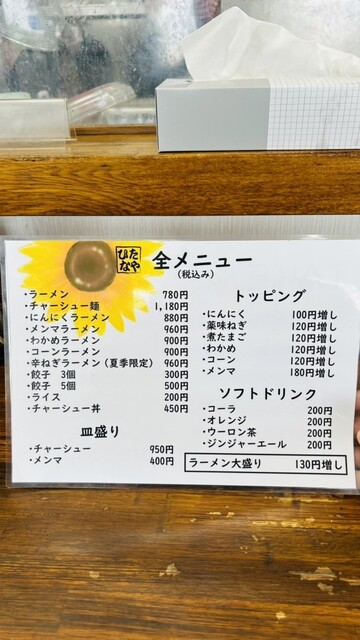 ひなた屋
全メニュー
(税込み)
・ラーメン 780円
・チャーシュー麺 1,180円
・にんにくラーメン 880円
・メンマラーメン 960円
・わかめラーメン 900円
・コーンラーメン 900円
・辛ねぎラーメン(夏季限定) 960円
・餃子 3個 300円
・餃子 5個 500円
・ライス 200円
・チャーシュー丼 450円
皿盛り
・チャーシュー 950円
・メンマ 400円
トッピング
・にんにく 100円増し
・薬味ねぎ 120円増し
・煮たまご 120円増し
・わかめ 120円増し
・コーン 120円増し
・メンマ 180円増し
ソフトドリンク
・コーラ 200円
・オレンジ 200円
・ウーロン茶 200円
・ジンジャーエール 200円
ラーメン大盛り 130円増し